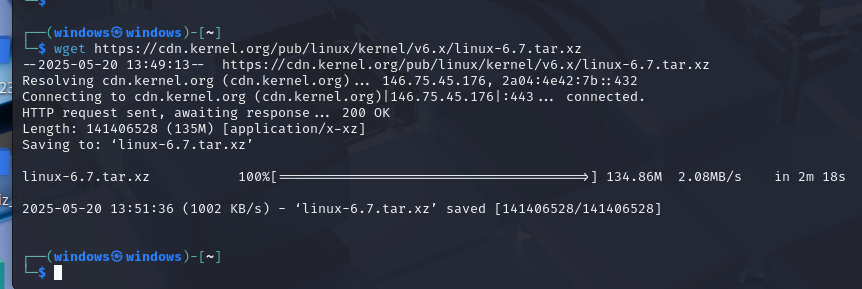 └─$
┌──(windows㉿windows)-[~]
└─$ wget https://cdn.kernel.org/pub/linux/kernel/v6.x/linux-6.7.tar.xz
--2025-05-20 13:49:13--  https://cdn.kernel.org/pub/linux/kernel/v6.x/linux-6.7.tar.xz
Resolving cdn.kernel.org (cdn.kernel.org)... 146.75.45.176, 2a04:4e42:7b::432
Connecting to cdn.kernel.org (cdn.kernel.org)|146.75.45.176|:443... connected.
HTTP request sent, awaiting response... 200 OK
Length: 141406528 (135M) [application/x-xz]
Saving to: ‘linux-6.7.tar.xz’
linux-6.7.tar.xz 100%[===================================>] 134.86M 2.08MB/s in 2m 18s
2025-05-20 13:51:36 (1002 KB/s) - ‘linux-6.7.tar.xz’ saved [141406528/141406528]
┌──(windows㉿windows)-[~]
└─$